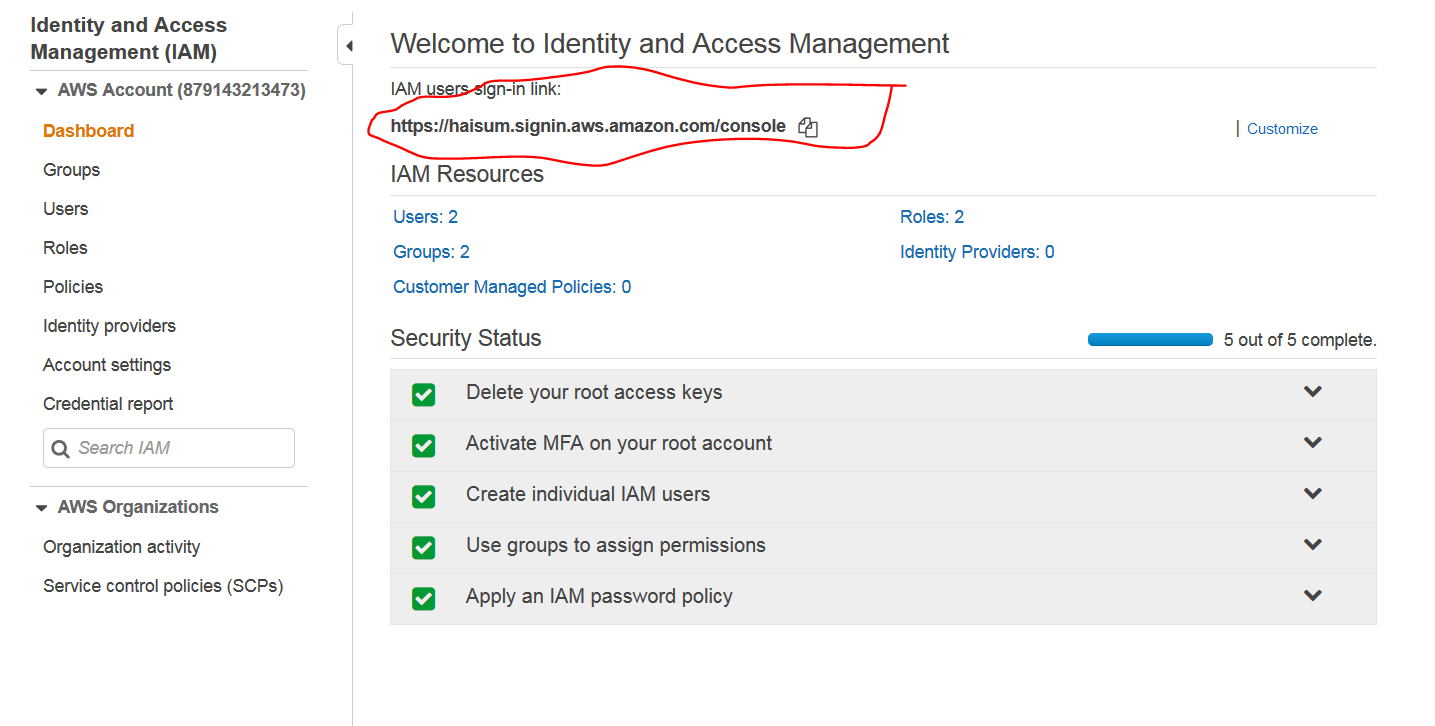 Identity and Access
Management (IAM)
AWS Account (879143213473)
Dashboard
Groups
Users
Roles
Policies
Identity providers
Account settings
Credential report
Search IAM
AWS Organizations
Organization activity
Service control policies (SCPs)
Welcome to Identity and Access Management
IAM users sign-in link:
https://haisum.signin.aws.amazon.com/console
| Customize
IAM Resources
Users: 2
Roles: 2
Groups: 2
Identity Providers: 0
Customer Managed Policies: 0
Security Status
5 out of 5 complete.
Delete your root access keys
Activate MFA on your root account
Create individual IAM users
Use groups to assign permissions
Apply an IAM password policy